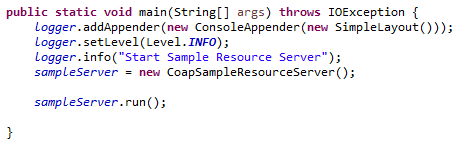 public static void main(String[] args) throws IOException {
    logger.addAppender(new ConsoleAppender(new SimpleLayout()));
    logger.setLevel(Level.INFO);
    logger.info("Start Sample Resource Server");
    sampleServer = new CoapSampleResourceServer();

    sampleServer.run();

}